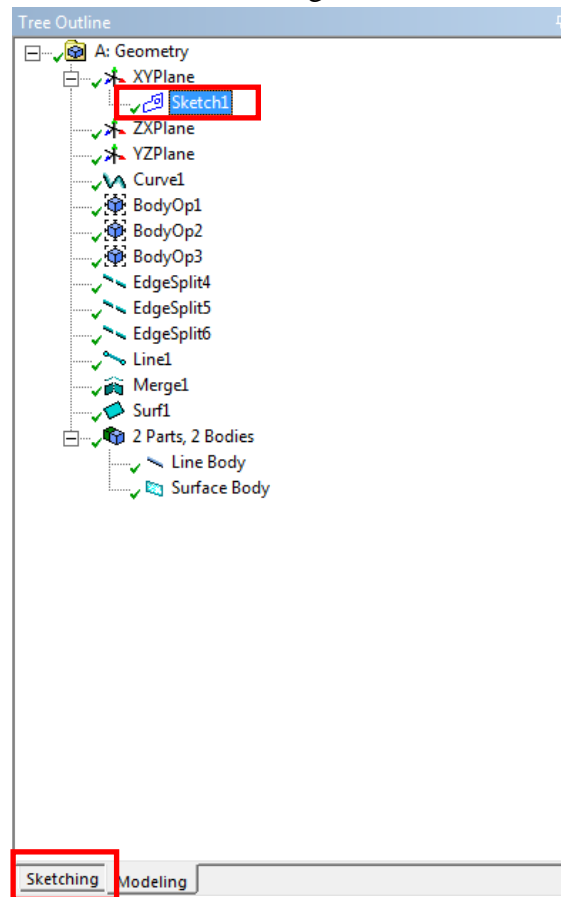 Tree Outline
A: Geometry
XYPlane
Sketch1
ZXPlane
YZPlane
Curve1
BodyOp1
BodyOp2
BodyOp3
EdgeSplit4
EdgeSplit5
EdgeSplit6
Line1
Merge1
Surf1
2 Parts, 2 Bodies
Line Body
Surface Body
Sketching Modeling